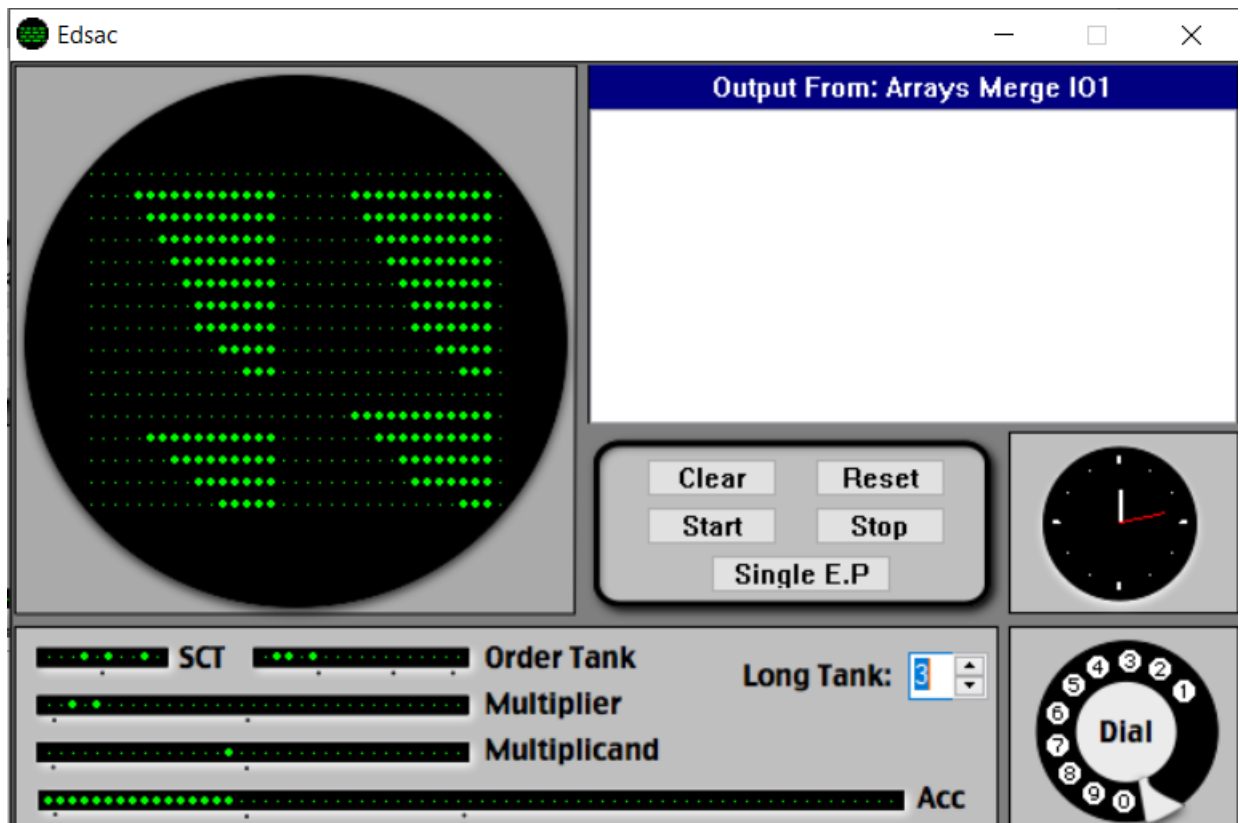 Edsac
Output From: Arrays Merge IO1
Clear
Reset
Start
Stop
Single E.P
SCT
Order Tank
Long Tank: 3
Multiplier
Multiplicand
Acc
1
2
3
4
5
6
7
8
9
0
Dial